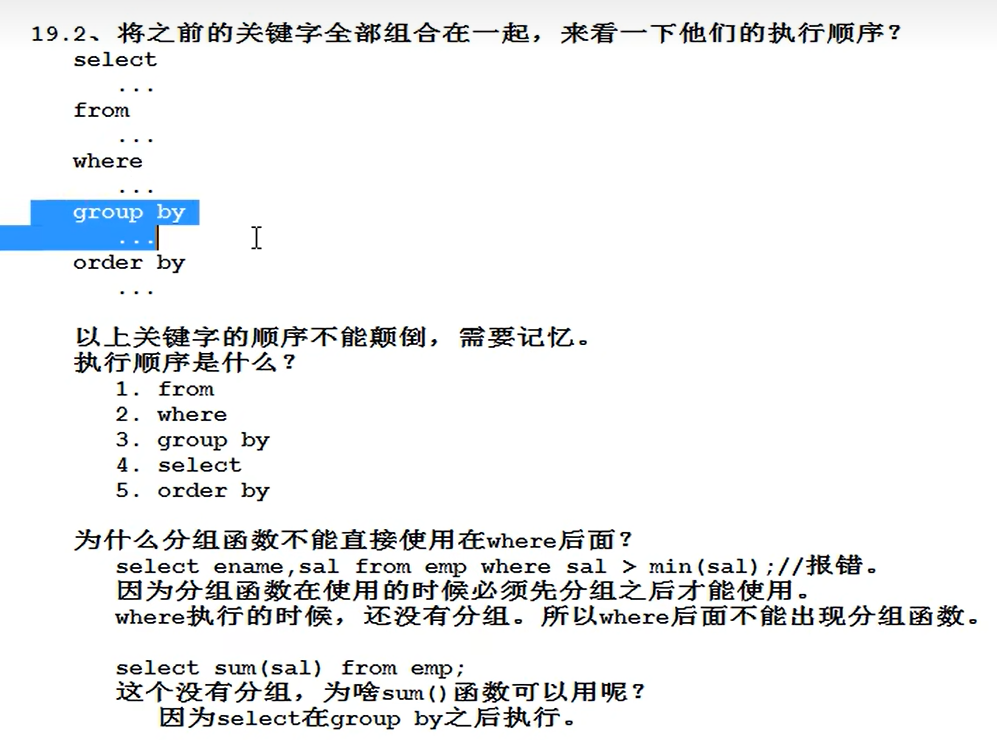 19.2、将之前的关键字全部组合在一起，来看一下他们的执行顺序？
select
...
from
...
where
...
group by
...
order by
...
以上关键字的顺序不能颠倒，需要记忆。
执行顺序是什么？
1. from
2. where
3. group by
4. select
5. order by
为什么分组函数不能直接使用在where后面？
select ename,sal from emp where sal > min(sal);//报错。
因为分组函数在使用的时候必须先分组之后才能使用。
where执行的时候，还没有分组。所以where后面不能出现分组函数。
select sum(sal) from emp;
这个没有分组，为啥sum()函数可以用呢？
因为select在group by之后执行。